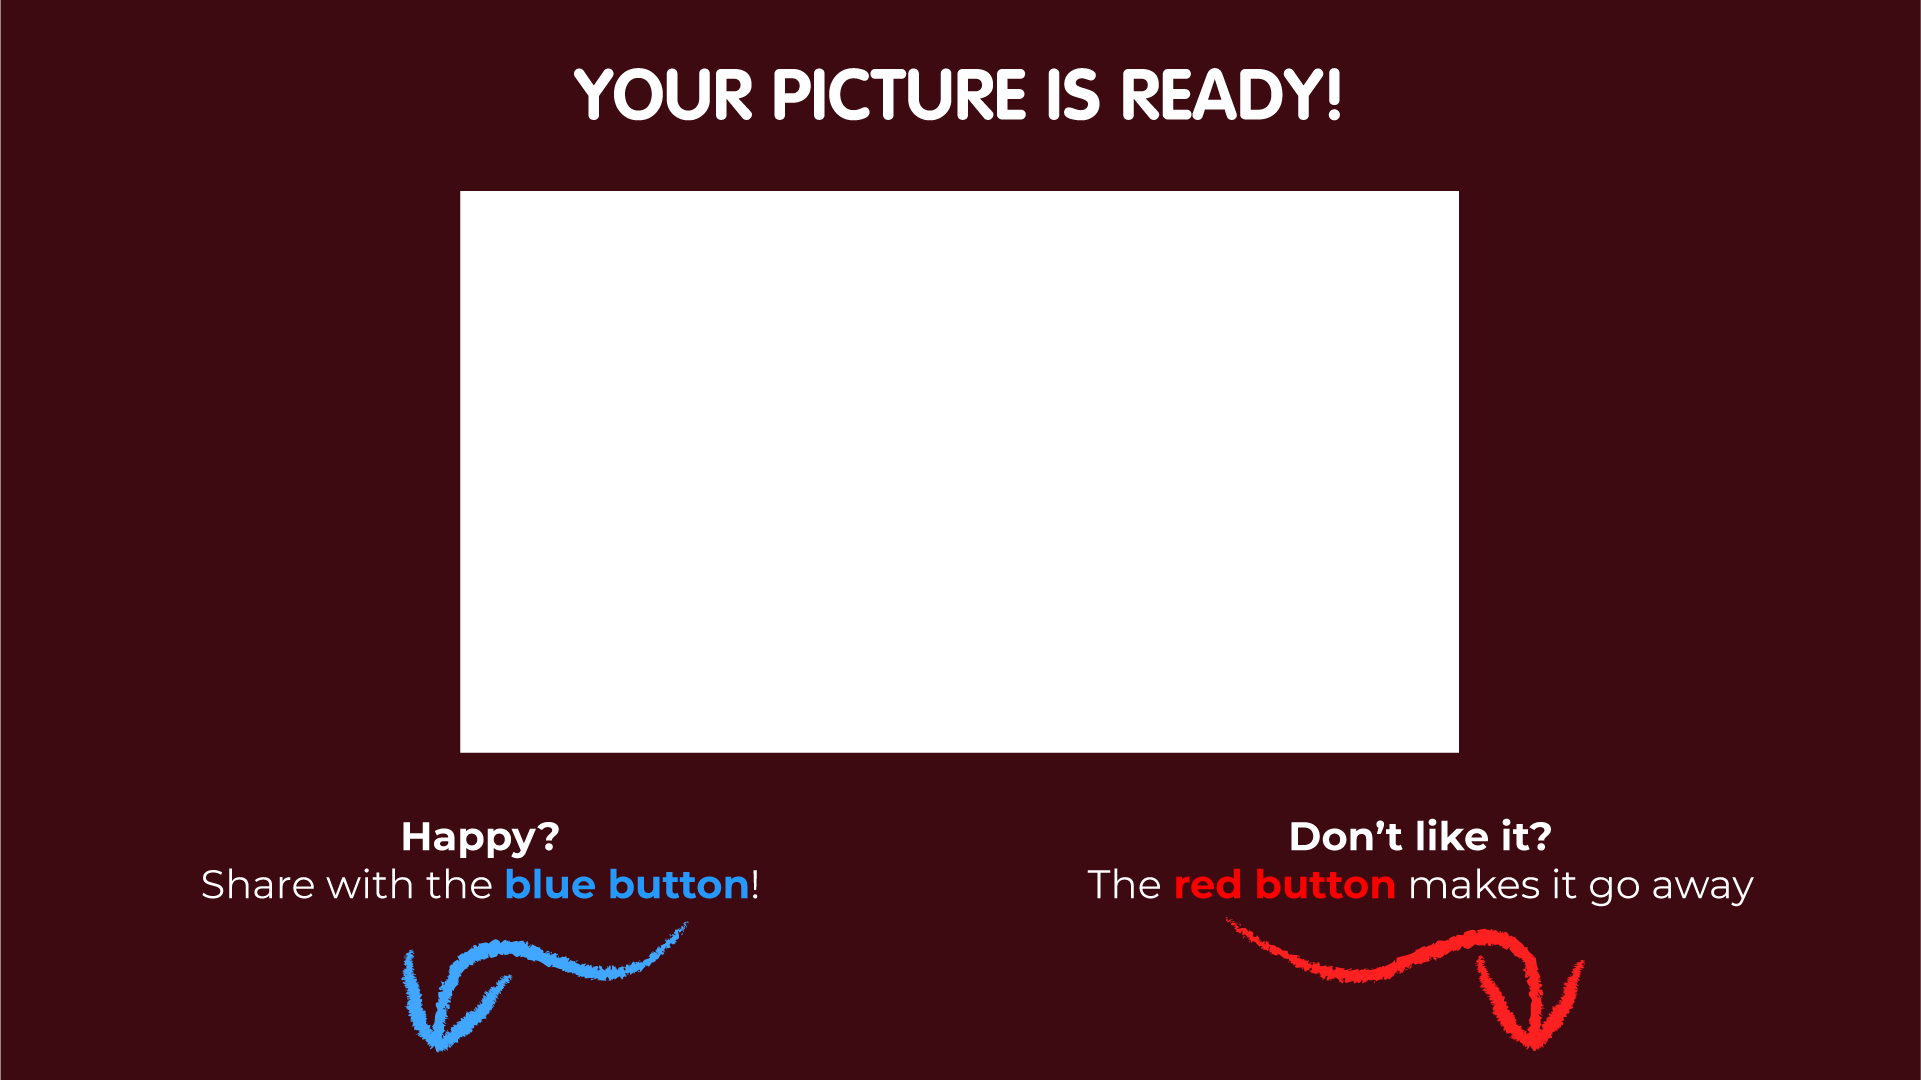 YOUR PICTURE IS READY!
Happy?
Share with the blue button!
Don’t like it?
The red button makes it go away